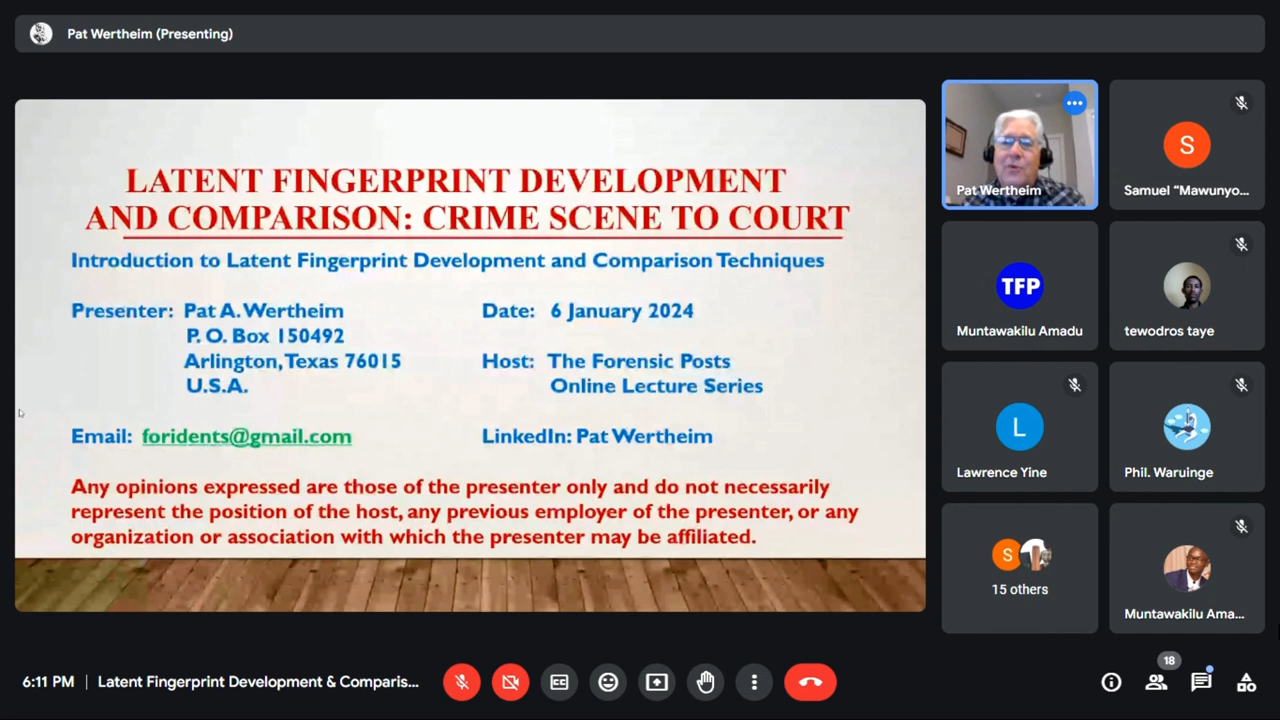 Pat Wertheim (Presenting)
LATENT FINGERPRINT DEVELOPMENT
AND COMPARISON: CRIME SCENE TO COURT
Introduction to Latent Fingerprint Development and Comparison Techniques
Presenter: Pat A. Wertheim
P. O. Box 150492
Arlington, Texas 76015
U.S.A.
Date: 6 January 2024
Host: The Forensic Posts
Online Lecture Series
Email: foridents@gmail.com
LinkedIn: Pat Wertheim
Any opinions expressed are those of the presenter only and do not necessarily
represent the position of the host, any previous employer of the presenter, or any
organization or association with which the presenter may be affiliated.
Pat Wertheim
S
Samuel “Mawunyo...
TFP
Muntawakilu Amadu
tewodros taye
L
Lawrence Yine
Phil. Waruinge
S
15 others
Muntawakilu Ama...
6:11 PM | Latent Fingerprint Development & Comparis...
CC
18